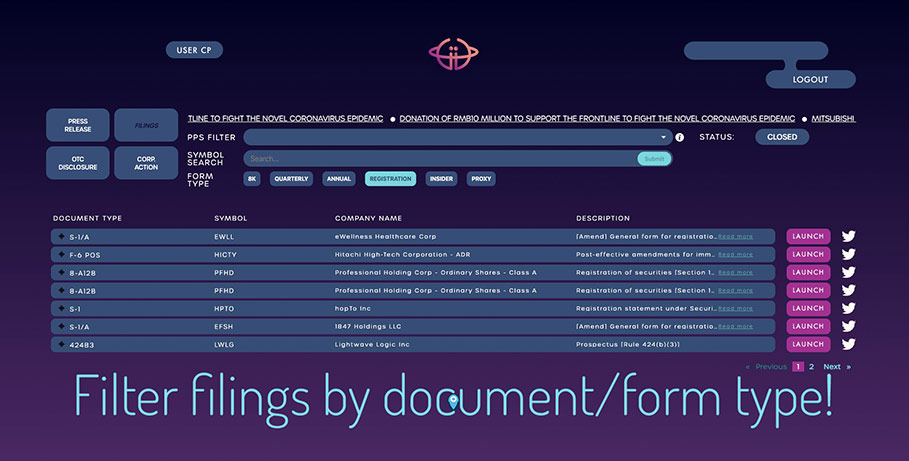 USER CP
LOGOUT
PRESS RELEASE
FILINGS
OTC DISCLOSURE
CORP. ACTION
TLINE TO FIGHT THE NOVEL CORONAVIRUS EPIDEMIC ● DONATION OF RMB10 MILLION TO SUPPORT THE FRONTLINE TO FIGHT THE NOVEL CORONAVIRUS EPIDEMIC ● MITSUBISHI
PPS FILTER i STATUS: CLOSED
SYMBOL SEARCH Search... Submit
FORM TYPE 8K QUARTERLY ANNUAL REGISTRATION INSIDER PROXY
DOCUMENT TYPE SYMBOL COMPANY NAME DESCRIPTION
S-1/A EWLL eWellness Healthcare Corp [Amend] General form for registratio... Read more LAUNCH
F-6 POS HICTY Hitachi High-Tech Corporation - ADR Post-effective amendments for imm... Read more LAUNCH
8-A12B PFHD Professional Holding Corp - Ordinary Shares - Class A Registration of securities [Section 1... Read more LAUNCH
8-A12B PFHD Professional Holding Corp - Ordinary Shares - Class A Registration of securities [Section 1... Read more LAUNCH
S-1 HPTO hopTo Inc Registration statement under Securi... Read more LAUNCH
S-1/A EFSH 1847 Holdings LLC [Amend] General form for registratio... Read more LAUNCH
424B3 LWLG Lightwave Logic Inc Prospectus [Rule 424(b)(3)] LAUNCH
« Previous 1 2 Next »
Filter filings by document/form type!